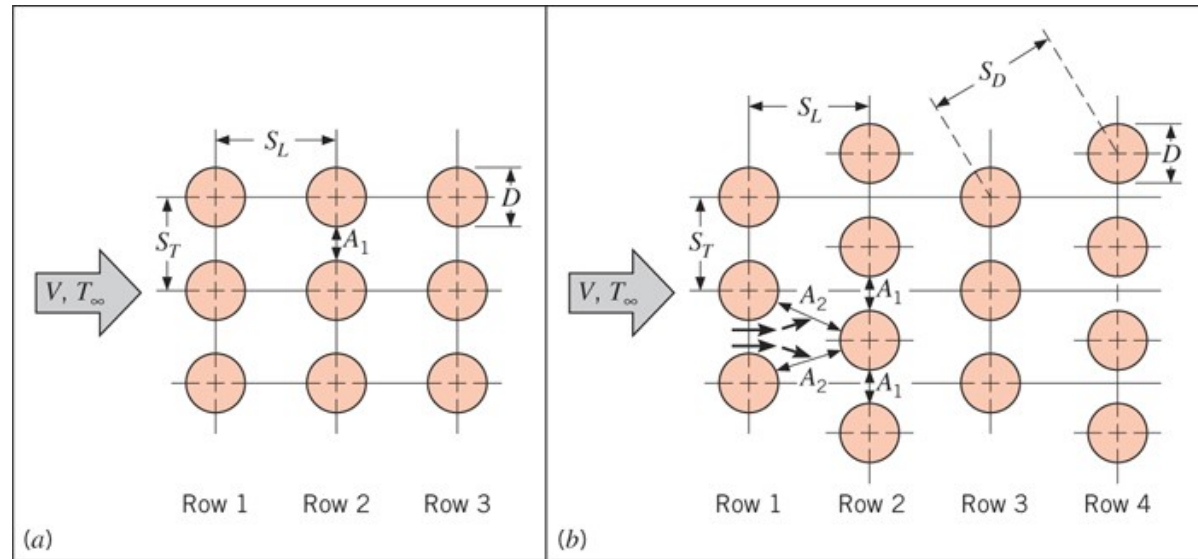 S_L
D
S_T
A_1
V, T_∞
Row 1 Row 2 Row 3
(a)
S_D
S_L
D
S_T
A_2
A_1
V, T_∞
A_2
A_1
Row 1 Row 2 Row 3 Row 4
(b)